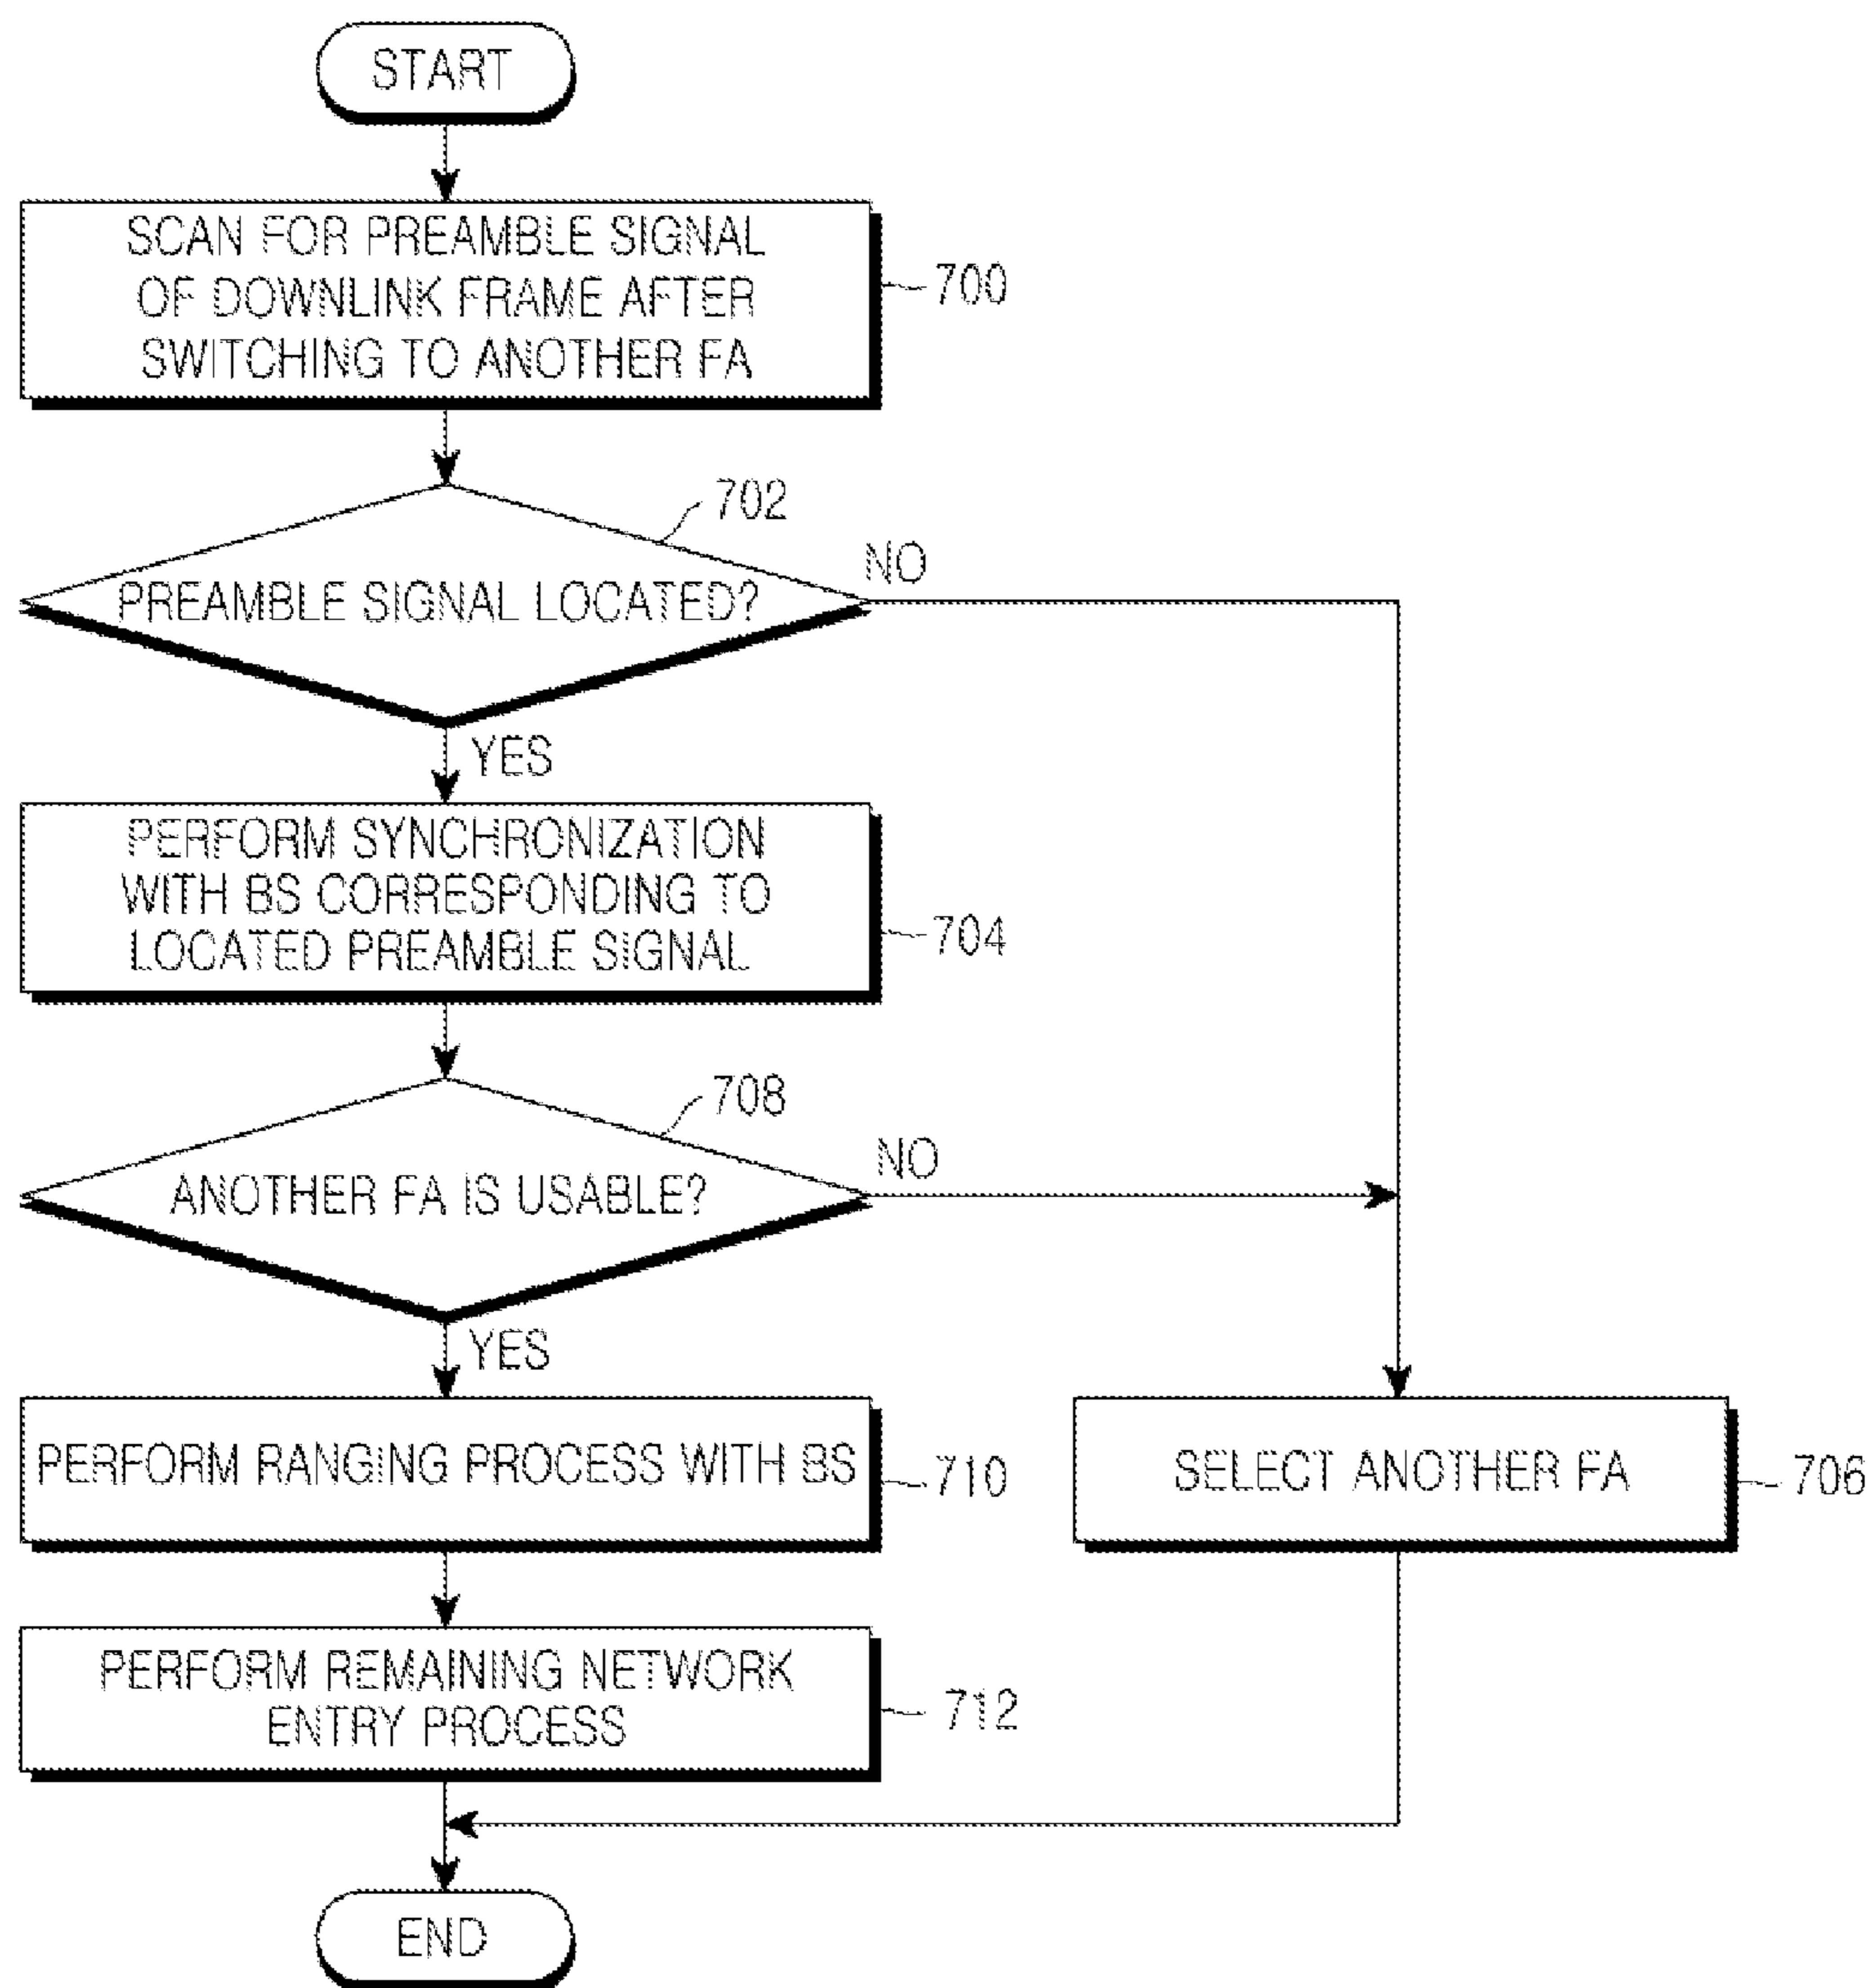 START
SCAN FOR PREAMBLE SIGNAL
OF DOWNLINK FRAME AFTER
SWITCHING TO ANOTHER FA
700
702
PREAMBLE SIGNAL LOCATED?
NO
YES
PERFORM SYNCHRONIZATION
WITH BS CORRESPONDING TO
LOCATED PREAMBLE SIGNAL
704
708
ANOTHER FA IS USABLE?
NO
YES
PERFORM RANGING PROCESS WITH BS
710
SELECT ANOTHER FA
706
PERFORM REMAINING NETWORK
ENTRY PROCESS
712
END